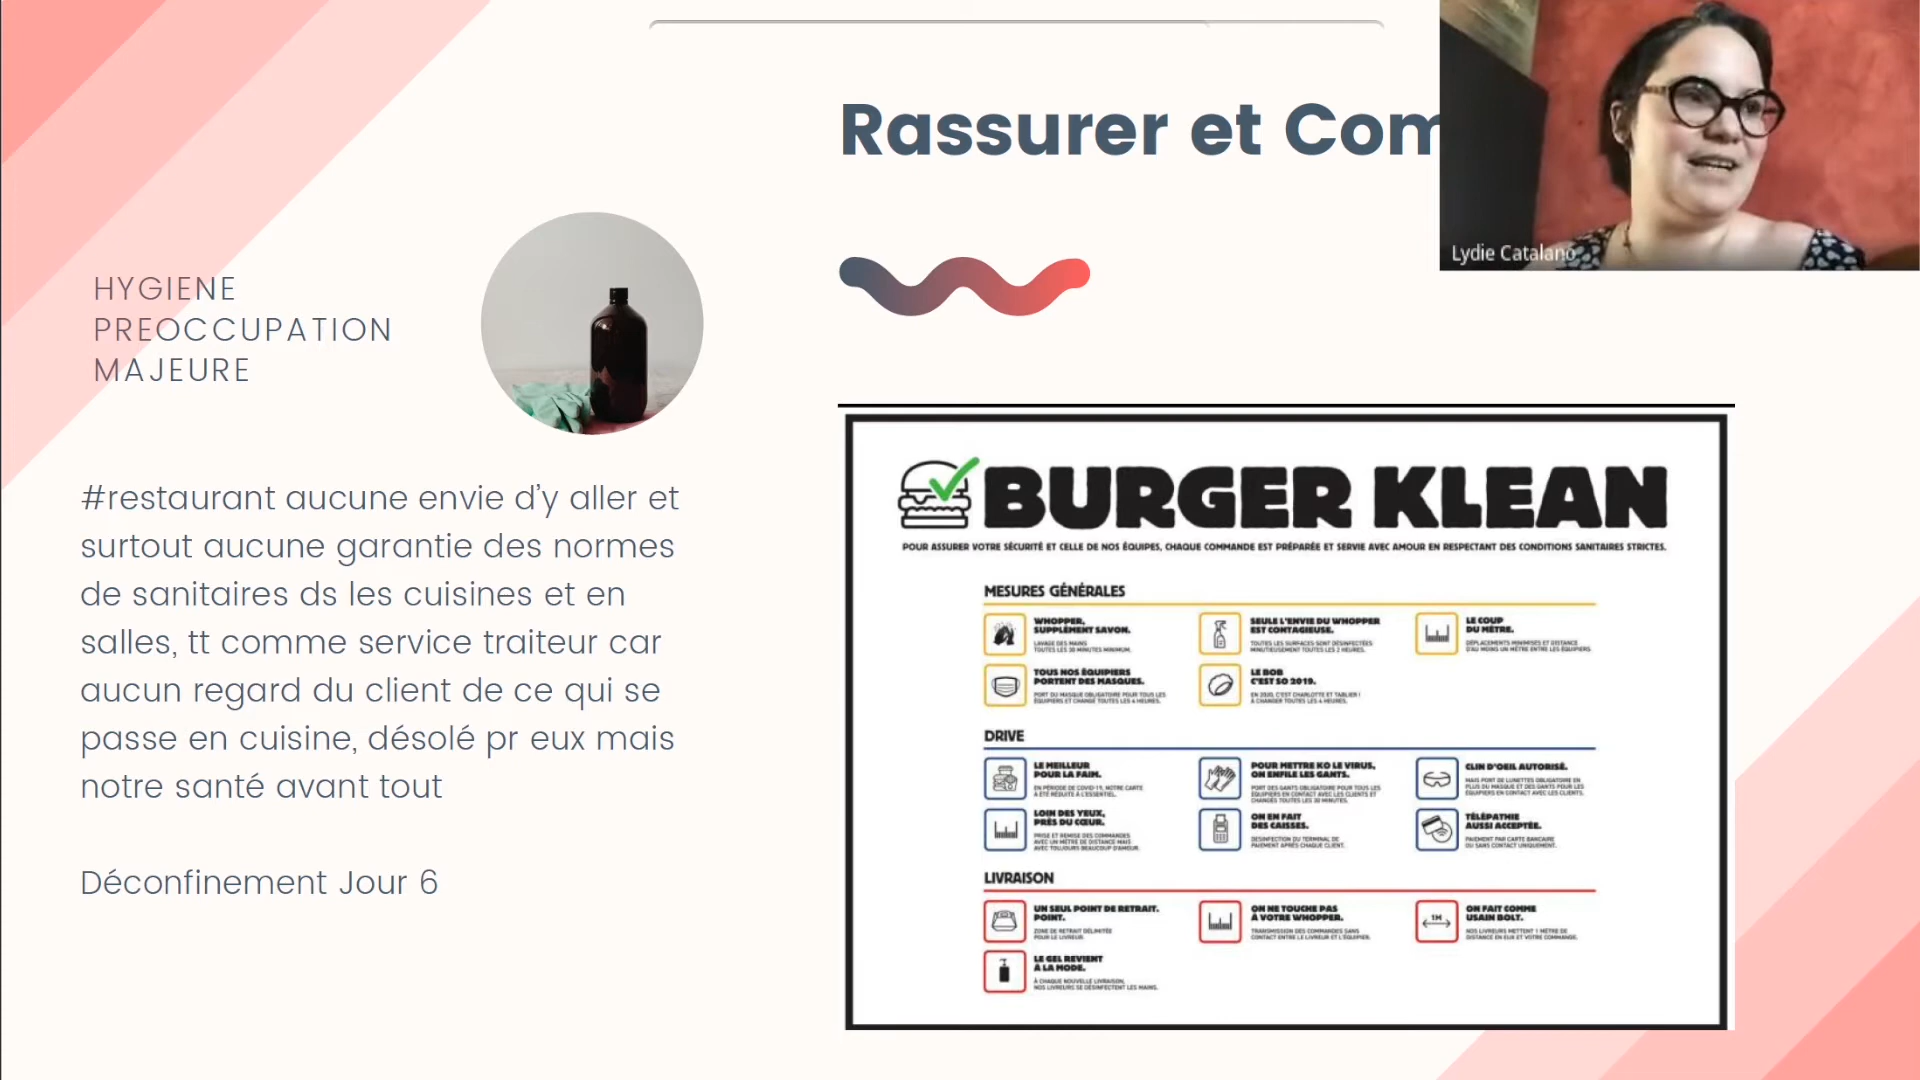 Rassurer et Com
Lydie Catalano
HYGIENE
PREOCCUPATION
MAJEURE
#restaurant aucune envie d’y aller et
surtout aucune garantie des normes
de sanitaires ds les cuisines et en
salles, tt comme service traiteur car
aucun regard du client de ce qui se
passe en cuisine, désolé pr eux mais
notre santé avant tout
Déconfinement Jour 6
BURGER KLEAN
POUR ASSURER VOTRE SÉCURITÉ ET CELLE DE NOS ÉQUIPES, CHAQUE COMMANDE EST PRÉPARÉE ET SERVIE AVEC AMOUR EN RESPECTANT DES CONDITIONS SANITAIRES STRICTES.
MESURES GÉNÉRALES
WHOPPER,
SUPPLÉMENT SAVON.
LAVAGE DES MAINS
TOUTES LES 30 MINUTES MINIMUM.
SEULE L'ENVIE DU WHOPPER
EST CONTAGIEUSE.
TOUTES LES SURFACES SONT DÉSINFECTÉES
MINUTIEUSEMENT TOUTES LES 2 HEURES.
LE COUP
DU MÈTRE.
DÉPLACEMENTS MINIMISÉS ET DISTANCE
D'AU MOINS UN MÈTRE ENTRE LES ÉQUIPIERS.
TOUS NOS ÉQUIPIERS
PORTENT DES MASQUES.
PORT DU MASQUE OBLIGATOIRE POUR TOUS LES
ÉQUIPIERS ET CHANGÉ TOUTES LES 4 HEURES.
LE BOB
C'EST SO 2019.
EN 2020, C'EST CHARLOTTE ET TABLIER !
À CHANGER TOUTES LES 4 HEURES.
DRIVE
LE MEILLEUR
POUR LA FAIM.
EN PÉRIODE DE COVID-19, NOTRE CARTE
A ÉTÉ RÉDUITE À L'ESSENTIEL.
POUR METTRE KO LE VIRUS,
ON ENFILE LES GANTS.
PORT DES GANTS OBLIGATOIRE POUR TOUS LES
ÉQUIPIERS EN CONTACT AVEC LES CLIENTS ET
CHANGÉS TOUTES LES 30 MINUTES.
CLIN D'OEIL AUTORISÉ.
MAIS PORT DE LUNETTES OBLIGATOIRE EN
PLUS DU MASQUE ET DES GANTS POUR LES
ÉQUIPIERS EN CONTACT AVEC LES CLIENTS.
LOIN DES YEUX,
PRÈS DU CŒUR.
PRISE ET REMISE DES COMMANDES
AVEC UN MÈTRE DE DISTANCE MAIS
AVEC TOUJOURS BEAUCOUP D'AMOUR.
ON EN FAIT
DES CAISSES.
DÉSINFECTION DU TERMINAL DE
PAIEMENT APRÈS CHAQUE CLIENT.
TÉLÉPATHIE
AUSSI ACCEPTÉE.
PAIEMENT PAR CARTE BANCAIRE
OU SANS CONTACT UNIQUEMENT.
LIVRAISON
UN SEUL POINT DE RETRAIT.
POINT.
ZONE DE RETRAIT DÉLIMITÉE
POUR LE LIVREUR.
ON NE TOUCHE PAS
À VOTRE WHOPPER.
TRANSMISSION DES COMMANDES SANS
CONTACT ENTRE LE LIVREUR ET L'ÉQUIPIER.
1M
ON FAIT COMME
USAIN BOLT.
NOS LIVREURS METTENT 1 MÈTRE DE
DISTANCE EN EUX ET VOTRE COMMANDE.
LE GEL REVIENT
À LA MODE.
À CHAQUE NOUVELLE LIVRAISON,
NOS LIVREURS SE DÉSINFECTENT LES MAINS.